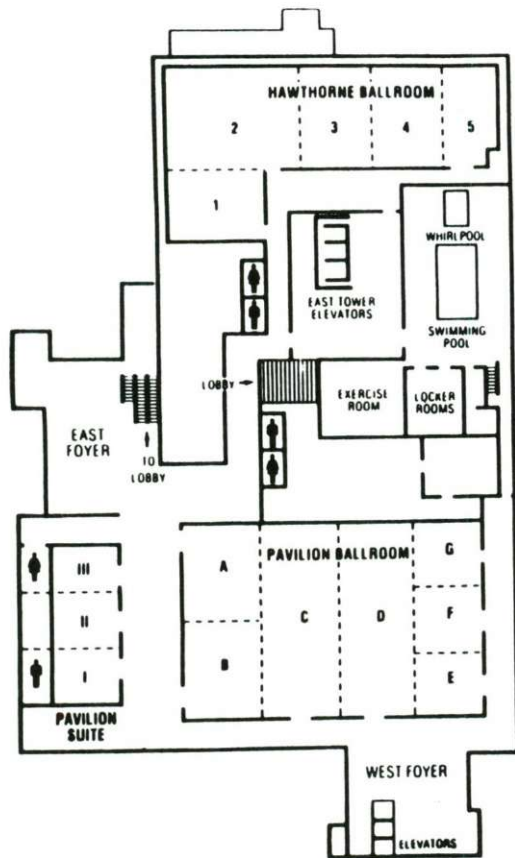 HAWTHORNE BALLROOM
2
3
4
5
1
WHIRLPOOL
EAST TOWER
ELEVATORS
SWIMMING
POOL
LOBBY
EXERCISE
ROOM
LOCKER
ROOMS
EAST
FOYER
TO
LOBBY
PAVILION BALLROOM
A
B
C
D
G
F
E
III
II
I
PAVILION
SUITE
WEST FOYER
ELEVATORS